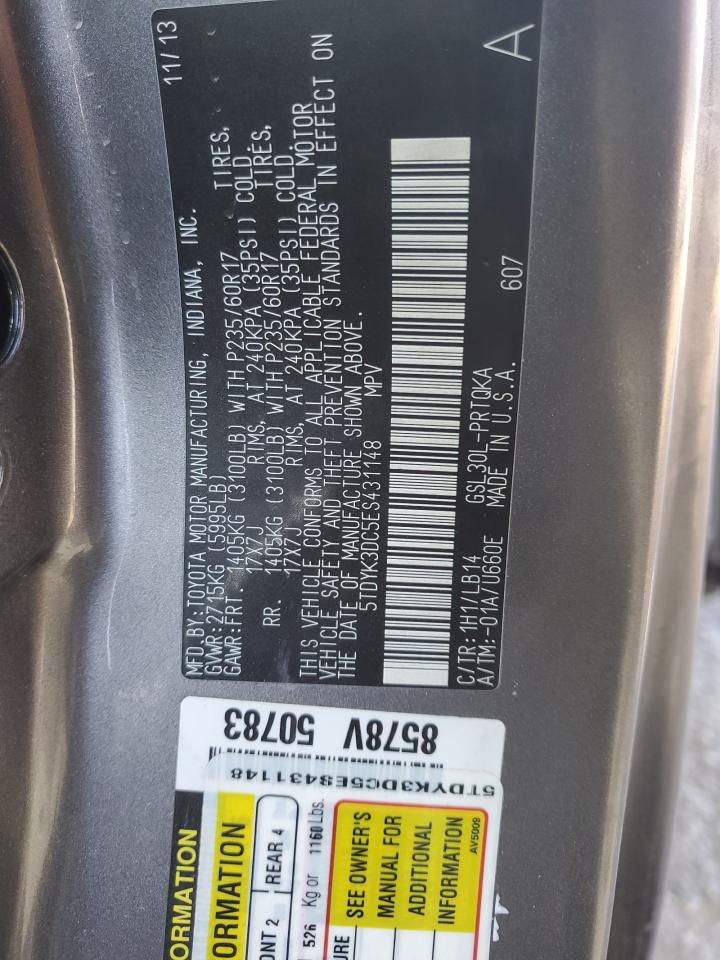 MFD.BY:TOYOTA MOTOR MANUFACTURING, INDIANA, INC. 11/13
GVWR:2715KG (5995LB)
GAWR:FRT. 1405KG (3100LB) WITH P235/60R17 TIRES,
17X7J RIMS, AT 240KPA (35PSI) COLD.
RR. 1405KG (3100LB) WITH P235/60R17 TIRES,
17X7J RIMS, AT 240KPA (35PSI) COLD.
THIS VEHICLE CONFORMS TO ALL APPLICABLE FEDERAL MOTOR
VEHICLE SAFETY AND THEFT PREVENTION STANDARDS IN EFFECT ON
THE DATE OF MANUFACTURE SHOWN ABOVE.
5TDYK3DC5ES431148 MPV
C/TR:1H1/LB14 GSL30L-PRTQKA
A/TM:-01A/U660E MADE IN U.S.A. 607 A
50783
8578V
5TDYK3DC5ES431148
ORMATION
ORMATION
ONT 2 REAR 4
526 Kg or 1160 Lbs.
URE SEE OWNER'S
MANUAL FOR
ADDITIONAL
INFORMATION
AV5009